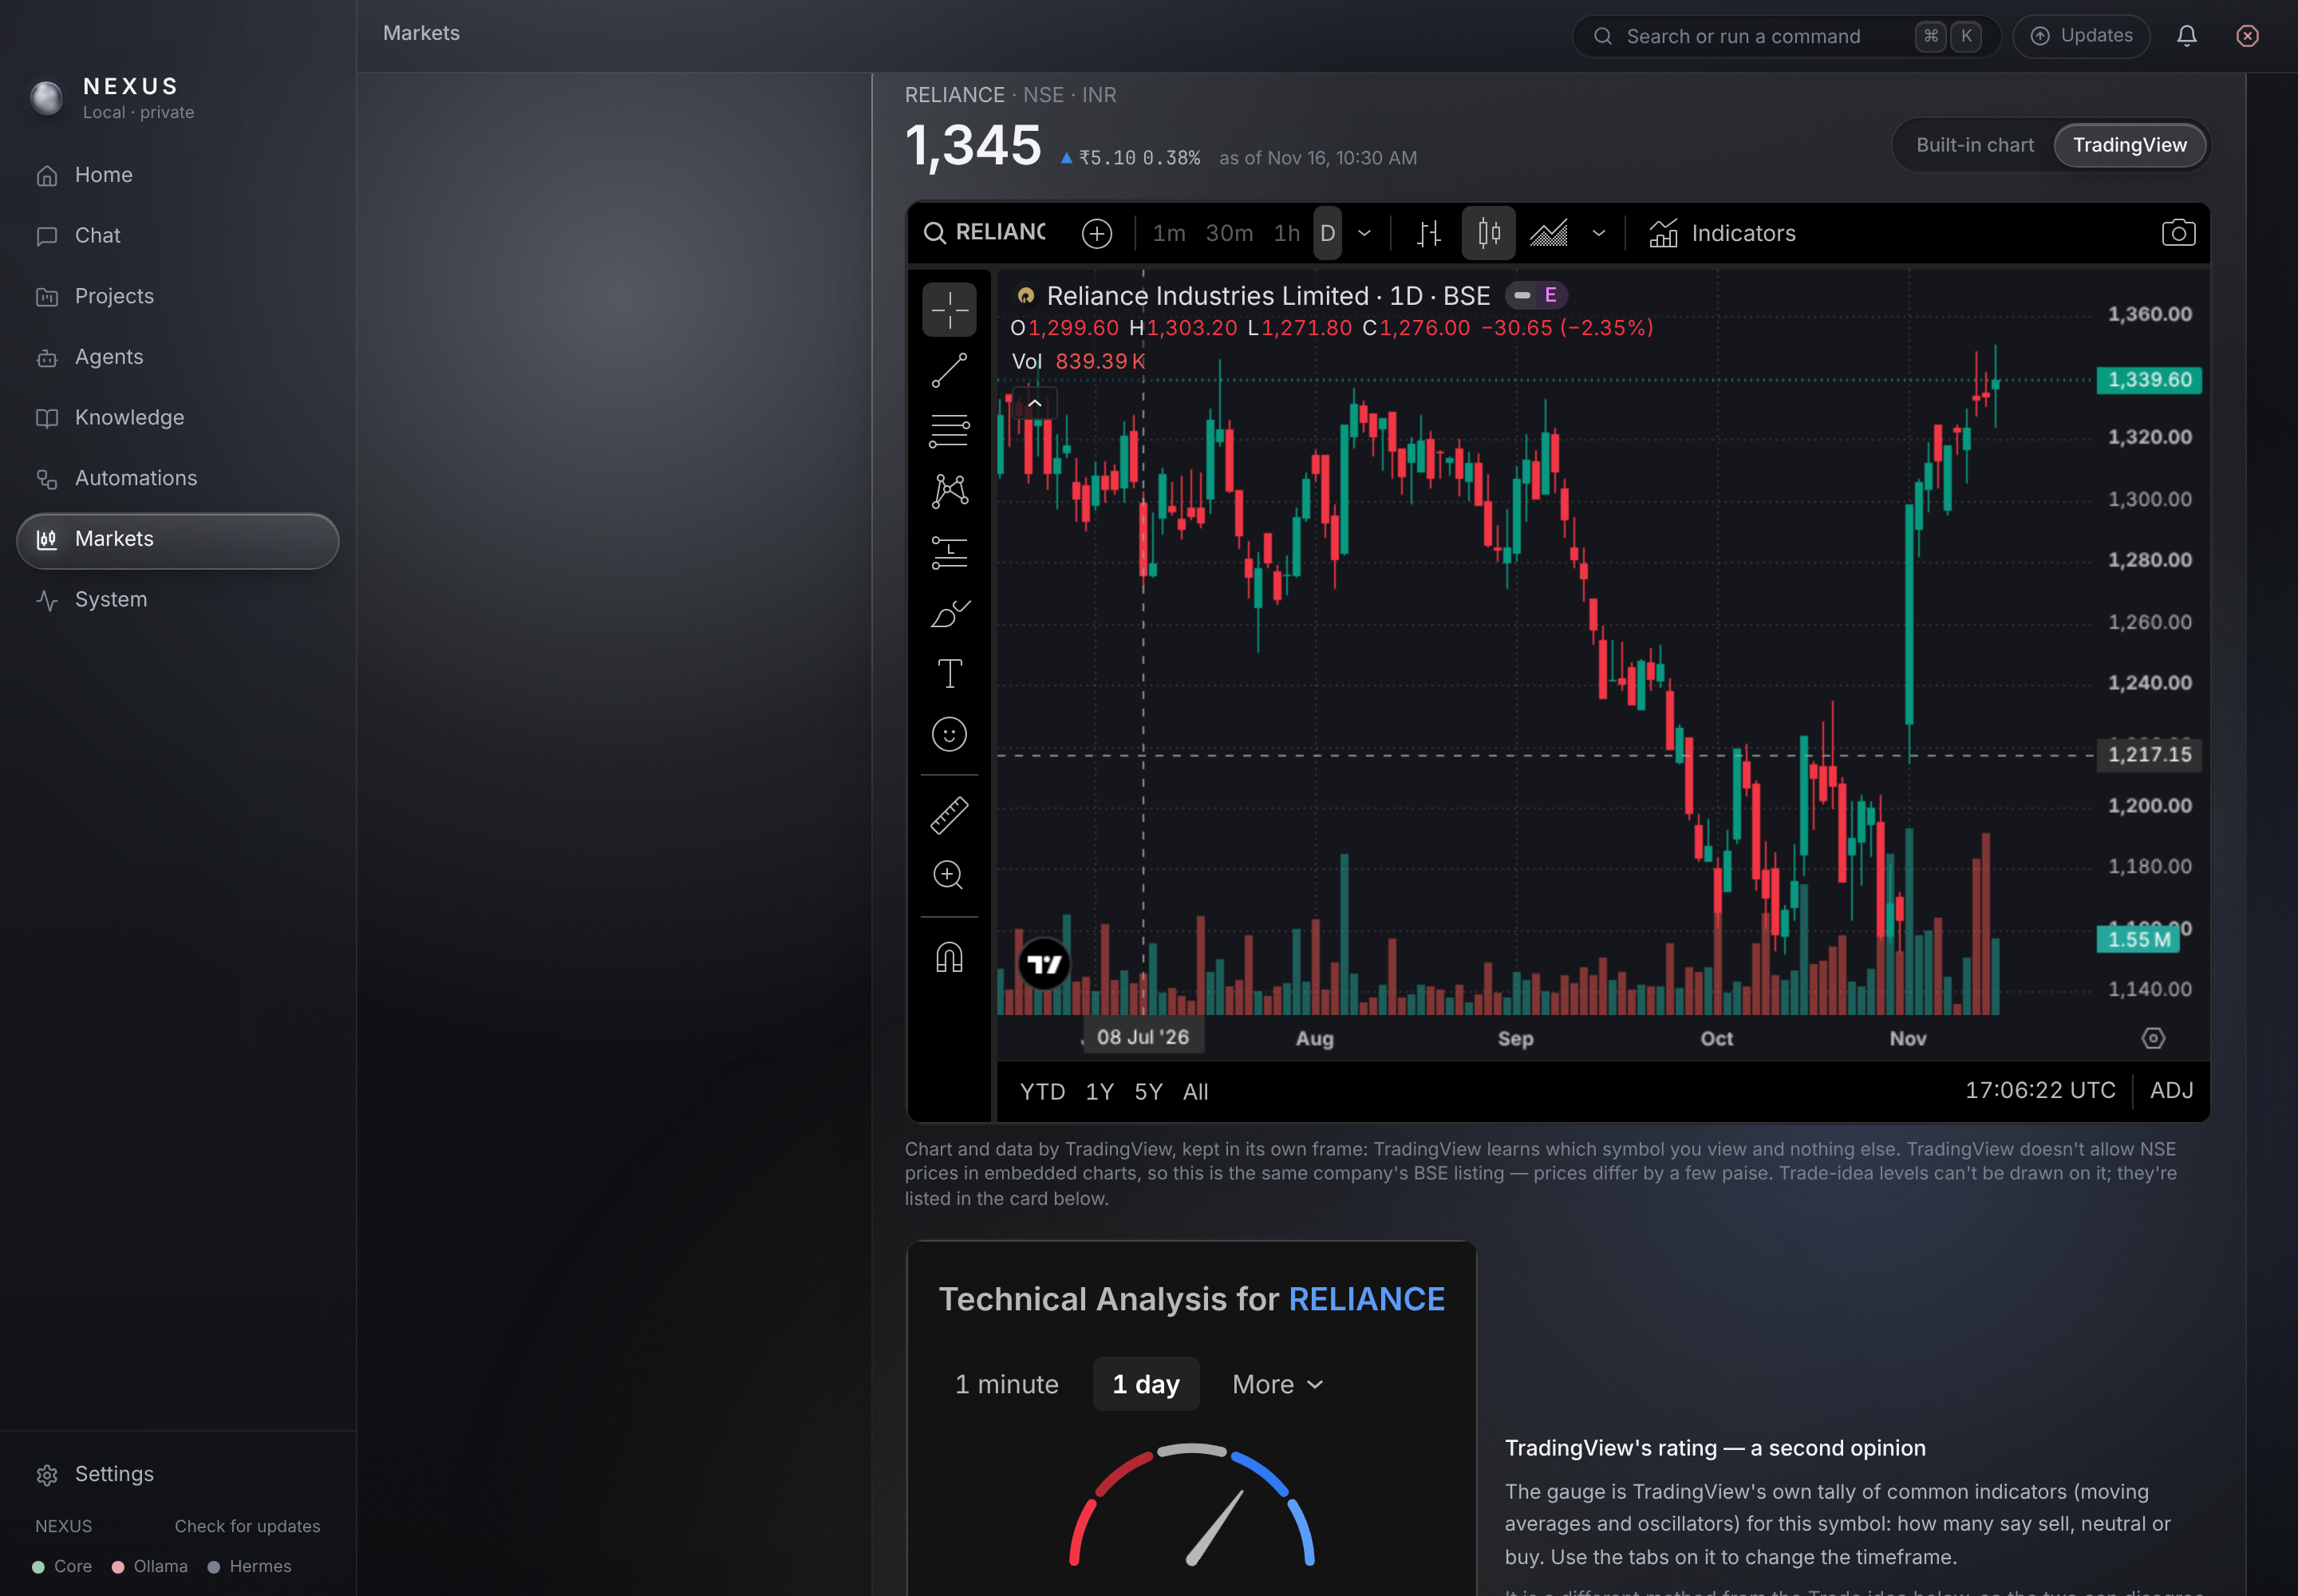 Markets
Search or run a command
⌘ K
Updates
NEXUS
Local · private
Home
Chat
Projects
Agents
Knowledge
Automations
Markets
System
Settings
NEXUS
Check for updates
Core
Ollama
Hermes
RELIANCE · NSE · INR
1,345
▲ ₹5.10 0.38% as of Nov 16, 10:30 AM
Built-in chart
TradingView
RELIANC
1m 30m 1h D
Indicators
Reliance Industries Limited · 1D · BSE
E
O1,299.60 H1,303.20 L1,271.80 C1,276.00 −30.65 (−2.35%)
Vol 839.39 K
1,360.00
1,339.60
1,320.00
1,300.00
1,280.00
1,260.00
1,240.00
1,217.15
1,200.00
1,180.00
1.55 M
1,140.00
08 Jul '26
Aug
Sep
Oct
Nov
YTD 1Y 5Y All
17:06:22 UTC
ADJ
Chart and data by TradingView, kept in its own frame: TradingView learns which symbol you view and nothing else. TradingView doesn't allow NSE
prices in embedded charts, so this is the same company's BSE listing — prices differ by a few paise. Trade-idea levels can't be drawn on it; they're
listed in the card below.
Technical Analysis for RELIANCE
1 minute
1 day
More
TradingView's rating — a second opinion
The gauge is TradingView's own tally of common indicators (moving
averages and oscillators) for this symbol: how many say sell, neutral or
buy. Use the tabs on it to change the timeframe.